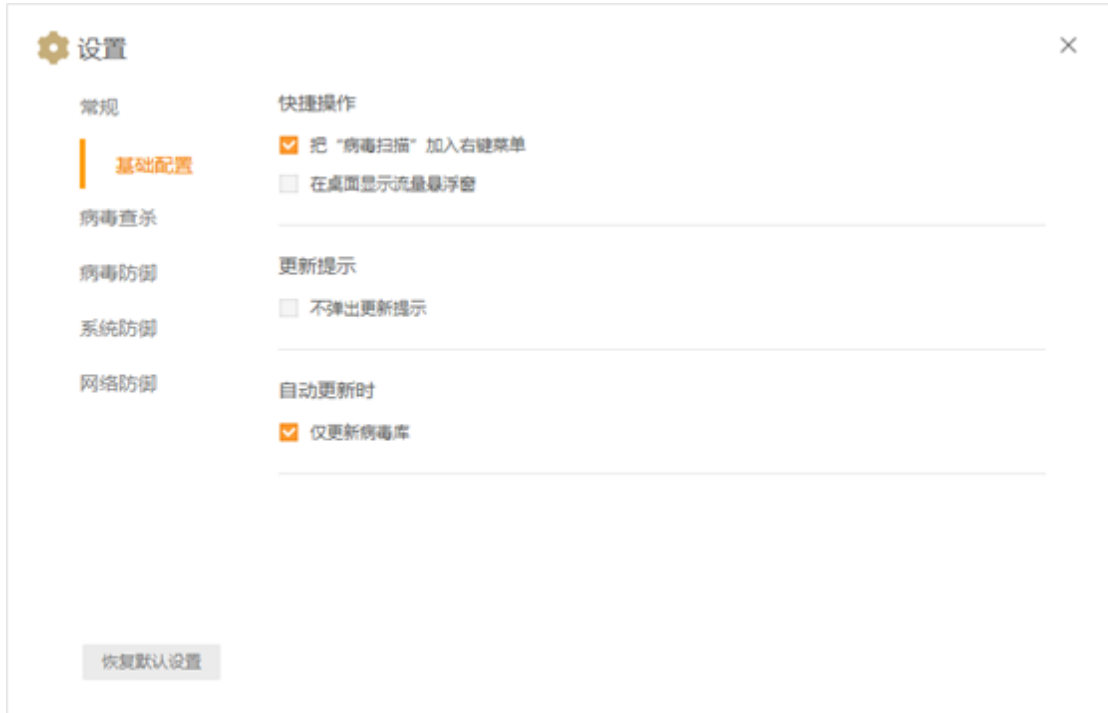 设置
常规
基础配置
病毒查杀
病毒防御
系统防御
网络防御
快捷操作
把“病毒扫描”加入右键菜单
在桌面显示流量悬浮窗
更新提示
不弹出更新提示
自动更新时
仅更新病毒库
恢复默认设置